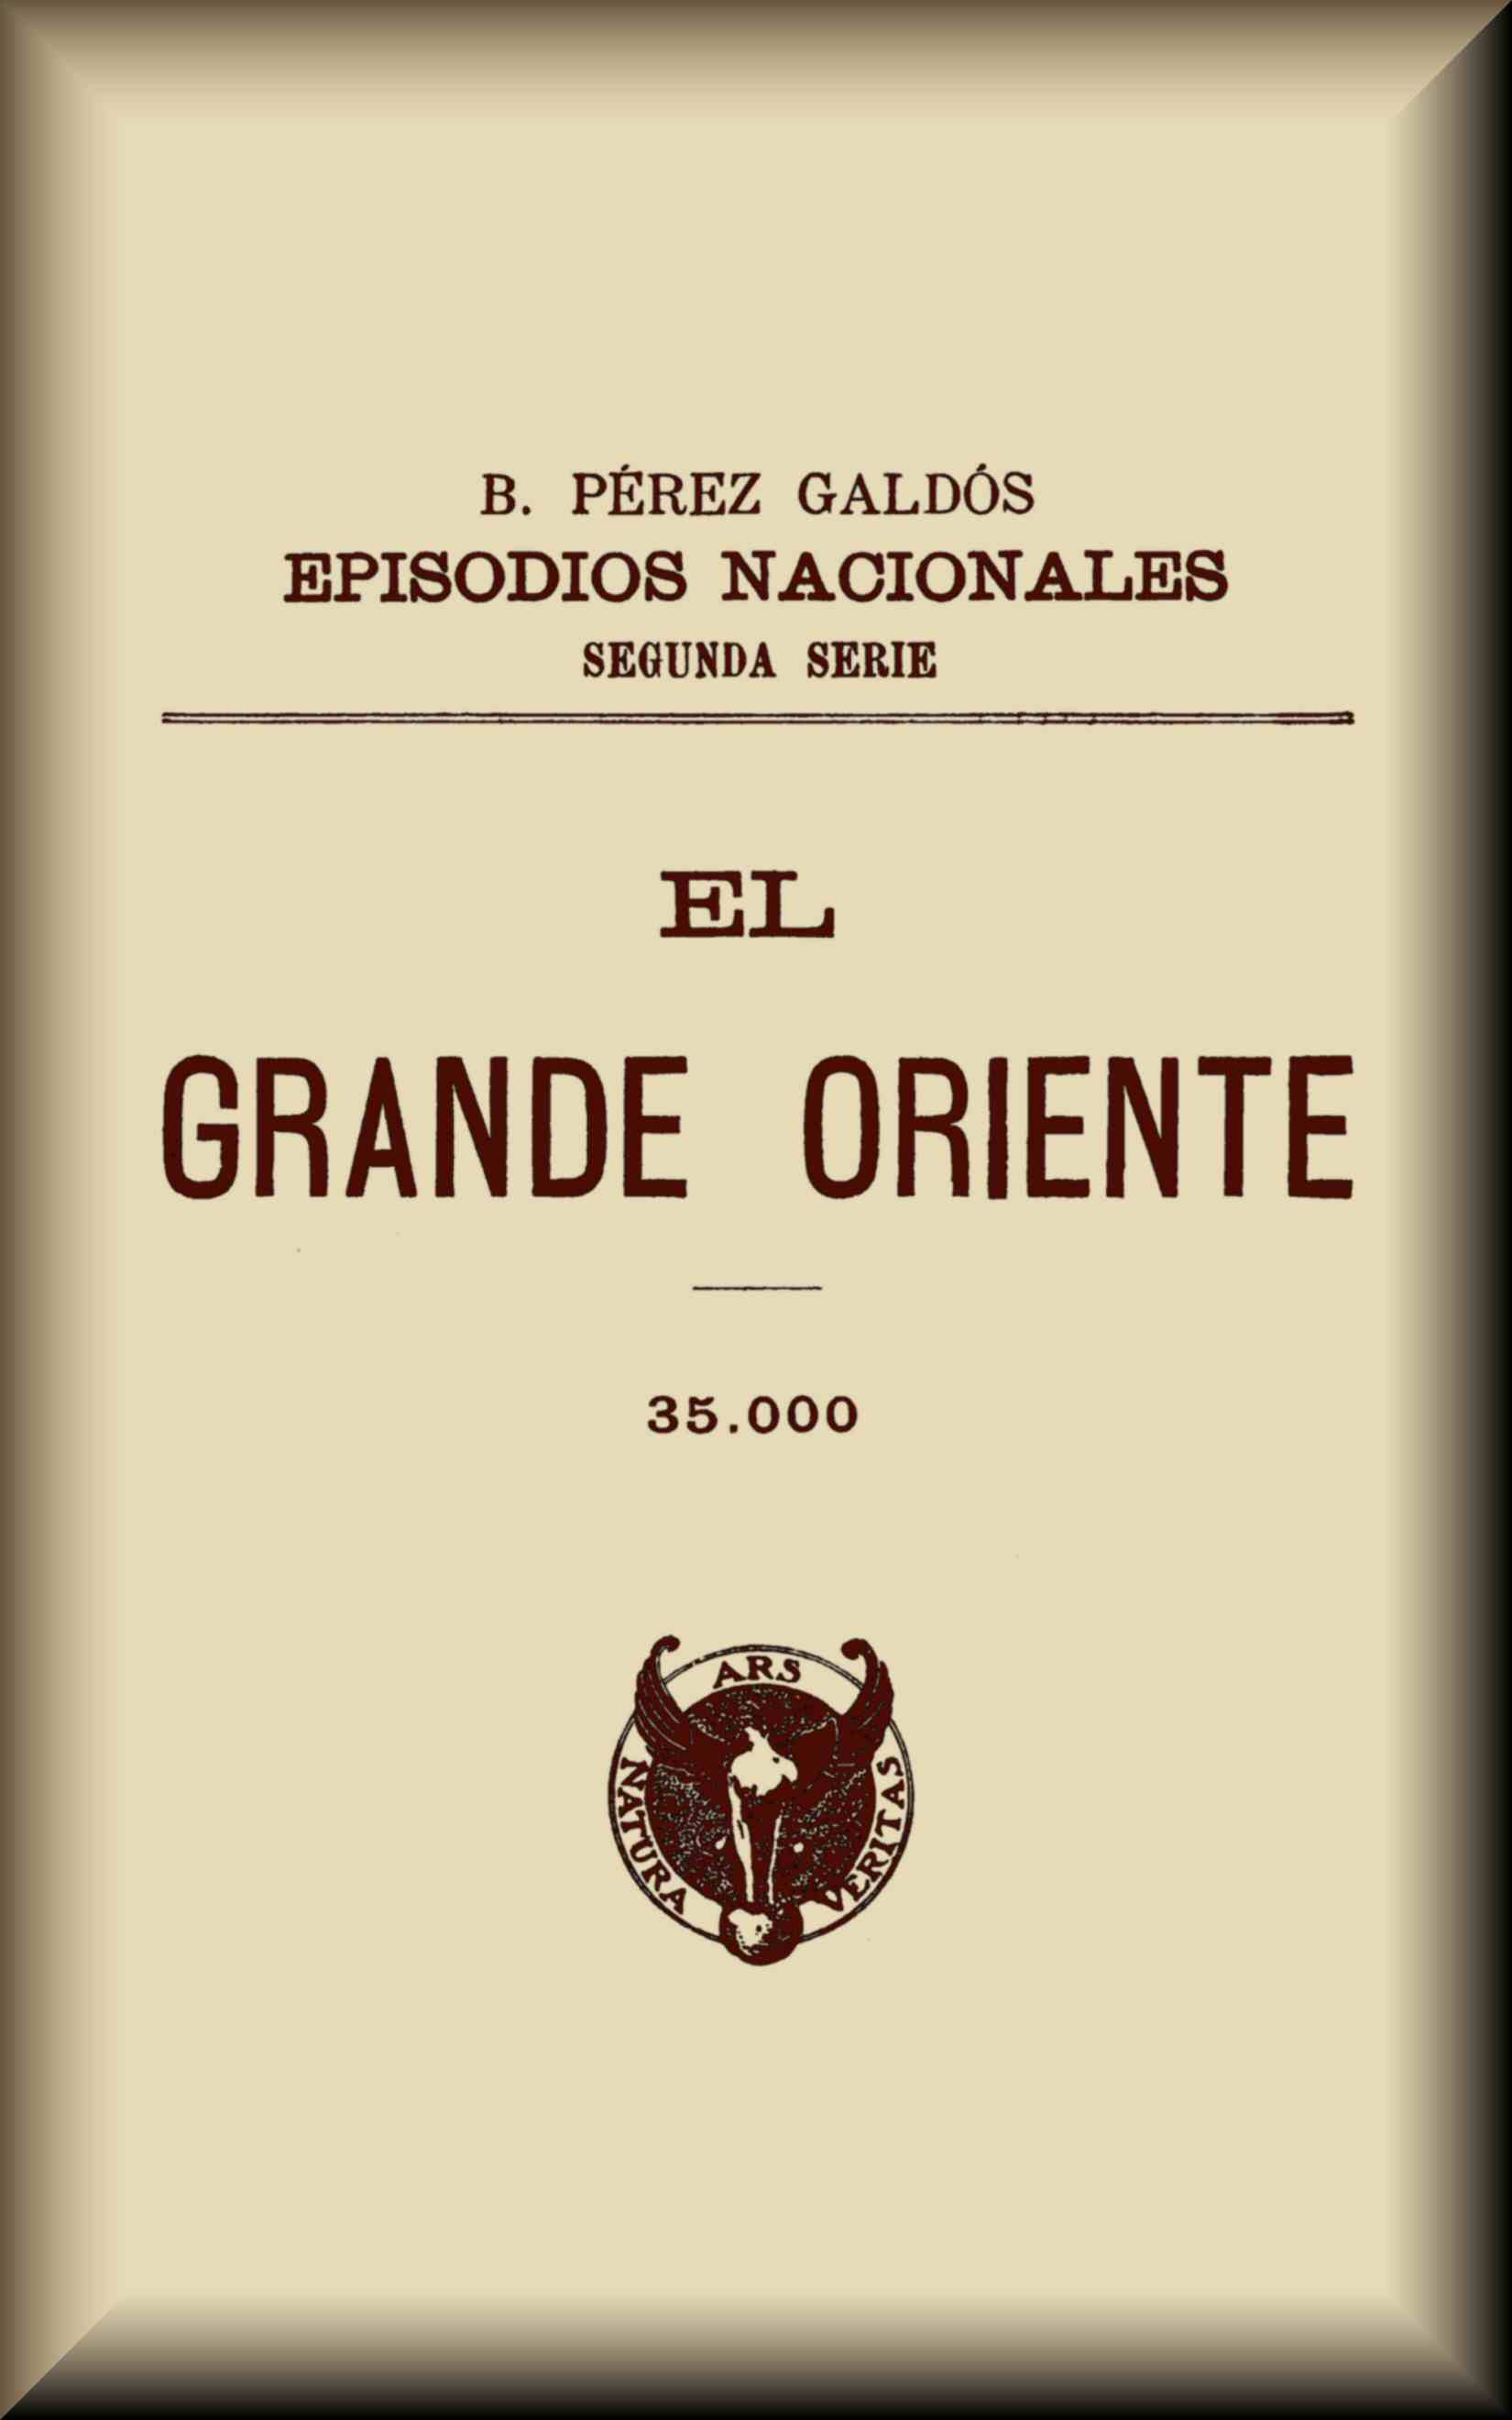 B. PÉREZ GALDÓS
EPISODIOS NACIONALES
SEGUNDA SERIE
EL
GRANDE ORIENTE
35.000
ARS
NATURA
VERITAS